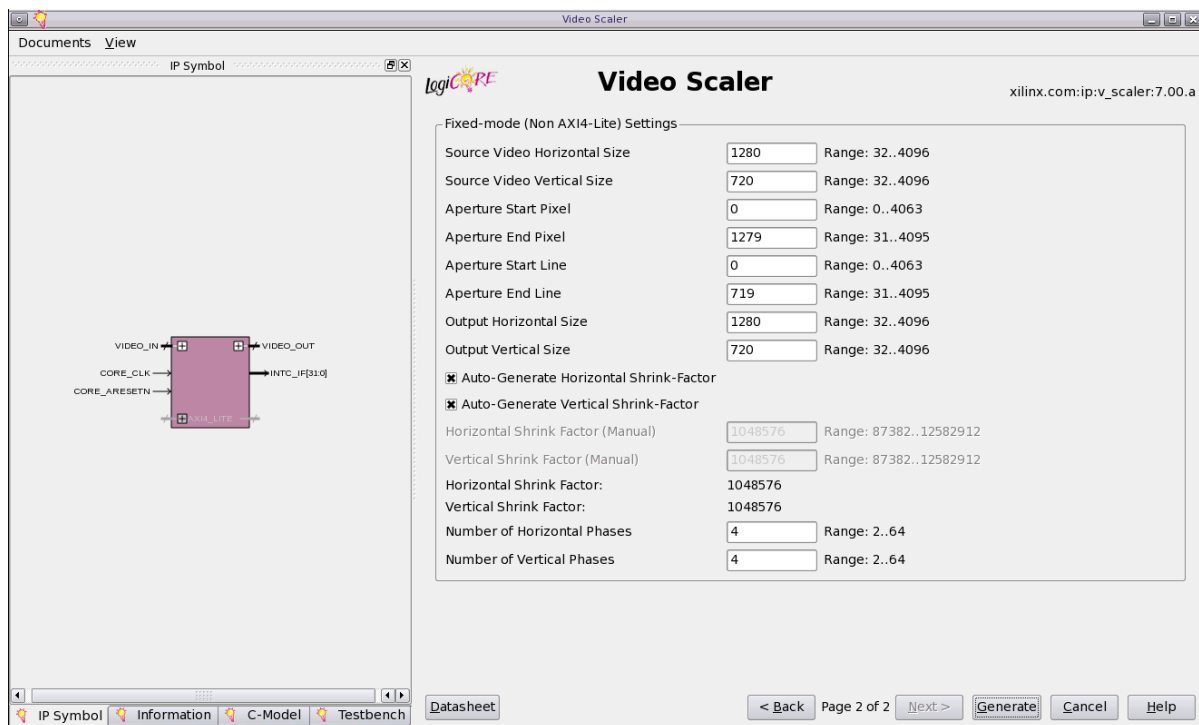 Video Scaler
Documents View
IP Symbol
VIDEO_IN
VIDEO_OUT
CORE_CLK
INTC_IF[31:0]
CORE_ARESETN
AXI4_LITE
logiCORE
Video Scaler
xilinx.com:ip:v_scaler:7.00.a
Fixed-mode (Non AXI4-Lite) Settings
Source Video Horizontal Size 1280 Range: 32..4096
Source Video Vertical Size 720 Range: 32..4096
Aperture Start Pixel 0 Range: 0..4063
Aperture End Pixel 1279 Range: 31..4095
Aperture Start Line 0 Range: 0..4063
Aperture End Line 719 Range: 31..4095
Output Horizontal Size 1280 Range: 32..4096
Output Vertical Size 720 Range: 32..4096
Auto-Generate Horizontal Shrink-Factor
Auto-Generate Vertical Shrink-Factor
Horizontal Shrink Factor (Manual) 1048576 Range: 87382..12582912
Vertical Shrink Factor (Manual) 1048576 Range: 87382..12582912
Horizontal Shrink Factor: 1048576
Vertical Shrink Factor: 1048576
Number of Horizontal Phases 4 Range: 2..64
Number of Vertical Phases 4 Range: 2..64
IP Symbol Information C-Model Testbench
Datasheet < Back Page 2 of 2 Next > Generate Cancel Help